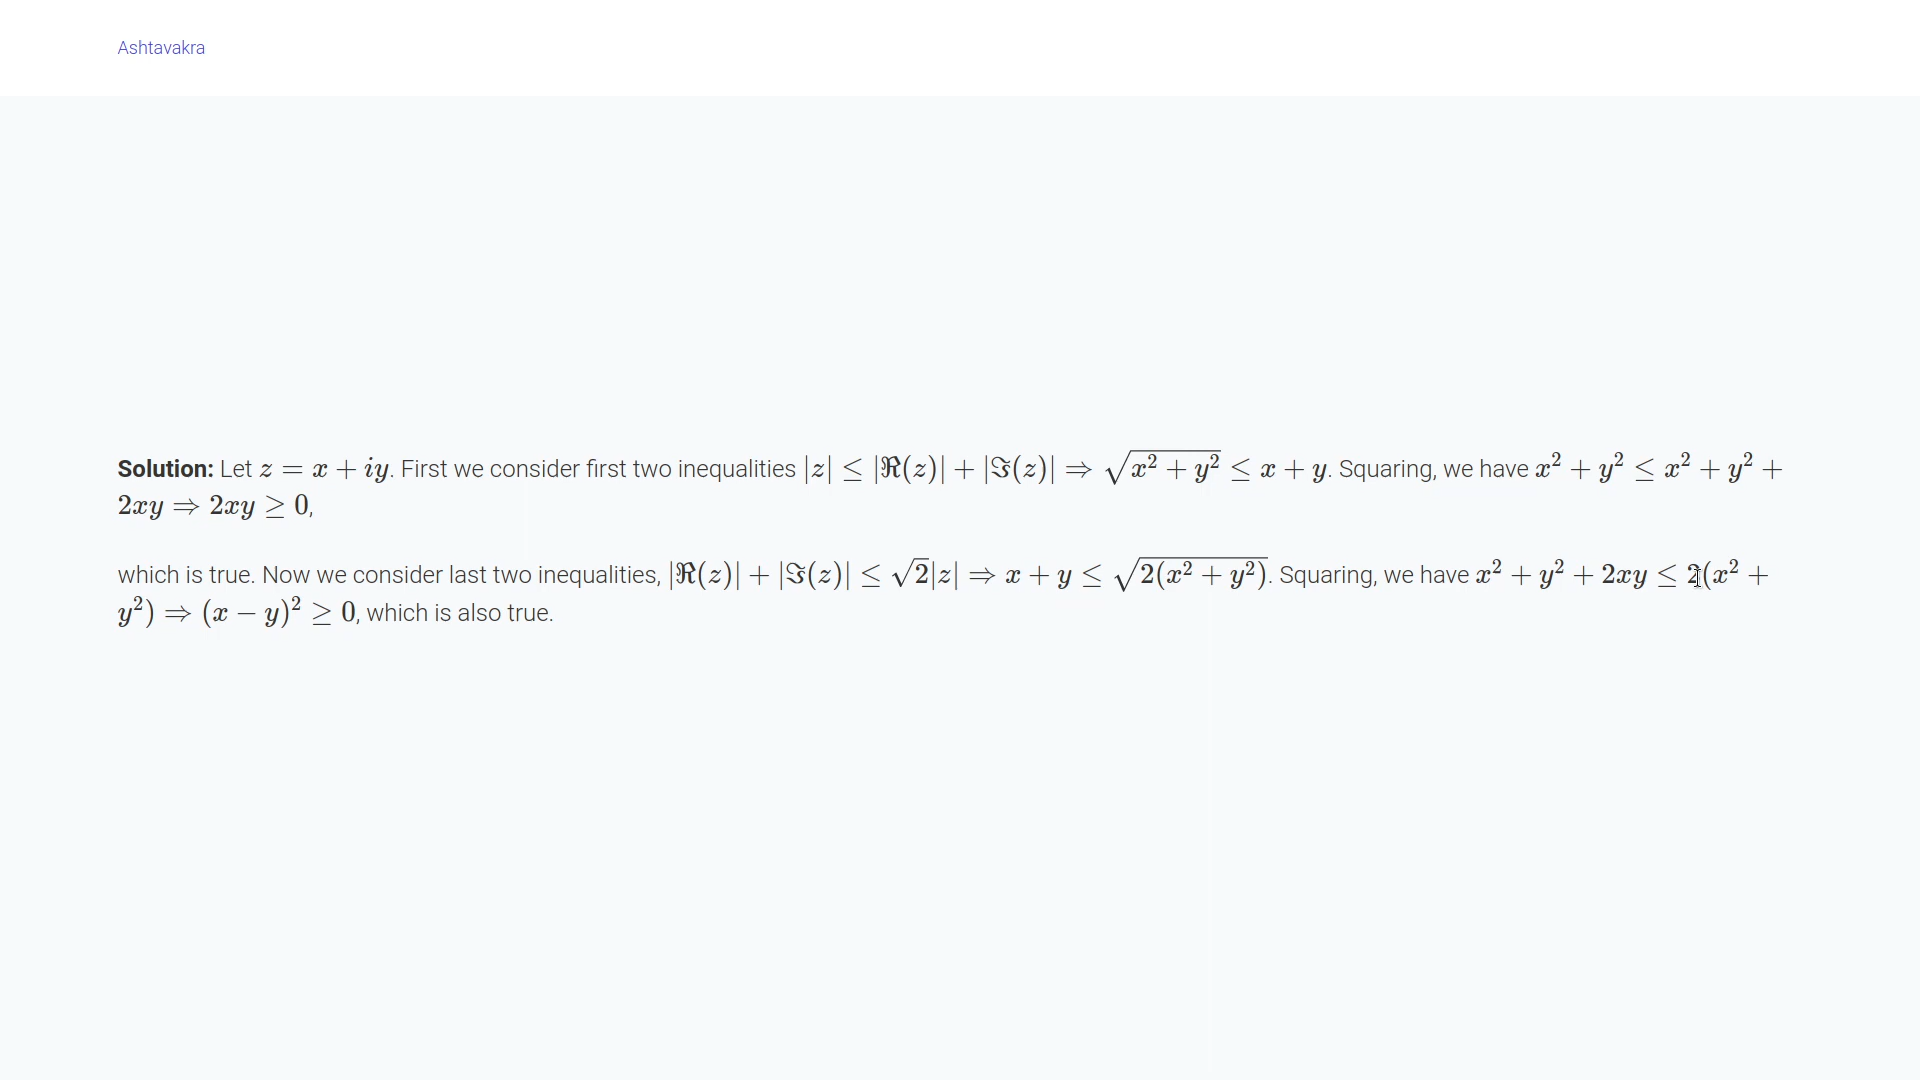 Ashtavakra
Solution: Let z = x + iy. First we consider first two inequalities |z| ≤ |ℜ(z)| + |ℑ(z)| ⇒ √(x² + y²) ≤ x + y. Squaring, we have x² + y² ≤ x² + y² +
2xy ⇒ 2xy ≥ 0,
which is true. Now we consider last two inequalities, |ℜ(z)| + |ℑ(z)| ≤ √2|z| ⇒ x + y ≤ √(2(x² + y²)). Squaring, we have x² + y² + 2xy ≤ 2(x² +
y²) ⇒ (x − y)² ≥ 0, which is also true.